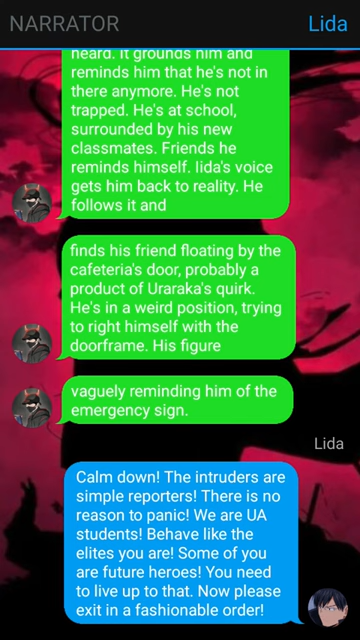 NARRATOR
Lida
heard. It grounds him and
reminds him that he's not in
there anymore. He's not
trapped. He's at school,
surrounded by his new
classmates. Friends he
reminds himself. Iida's voice
gets him back to reality. He
follows it and
finds his friend floating by the
cafeteria's door, probably a
product of Uraraka's quirk.
He's in a weird position, trying
to right himself with the
doorframe. His figure
vaguely reminding him of the
emergency sign.
Lida
Calm down! The intruders are
simple reporters! There is no
reason to panic! We are UA
students! Behave like the
elites you are! Some of you
are future heroes! You need
to live up to that. Now please
exit in a fashionable order!